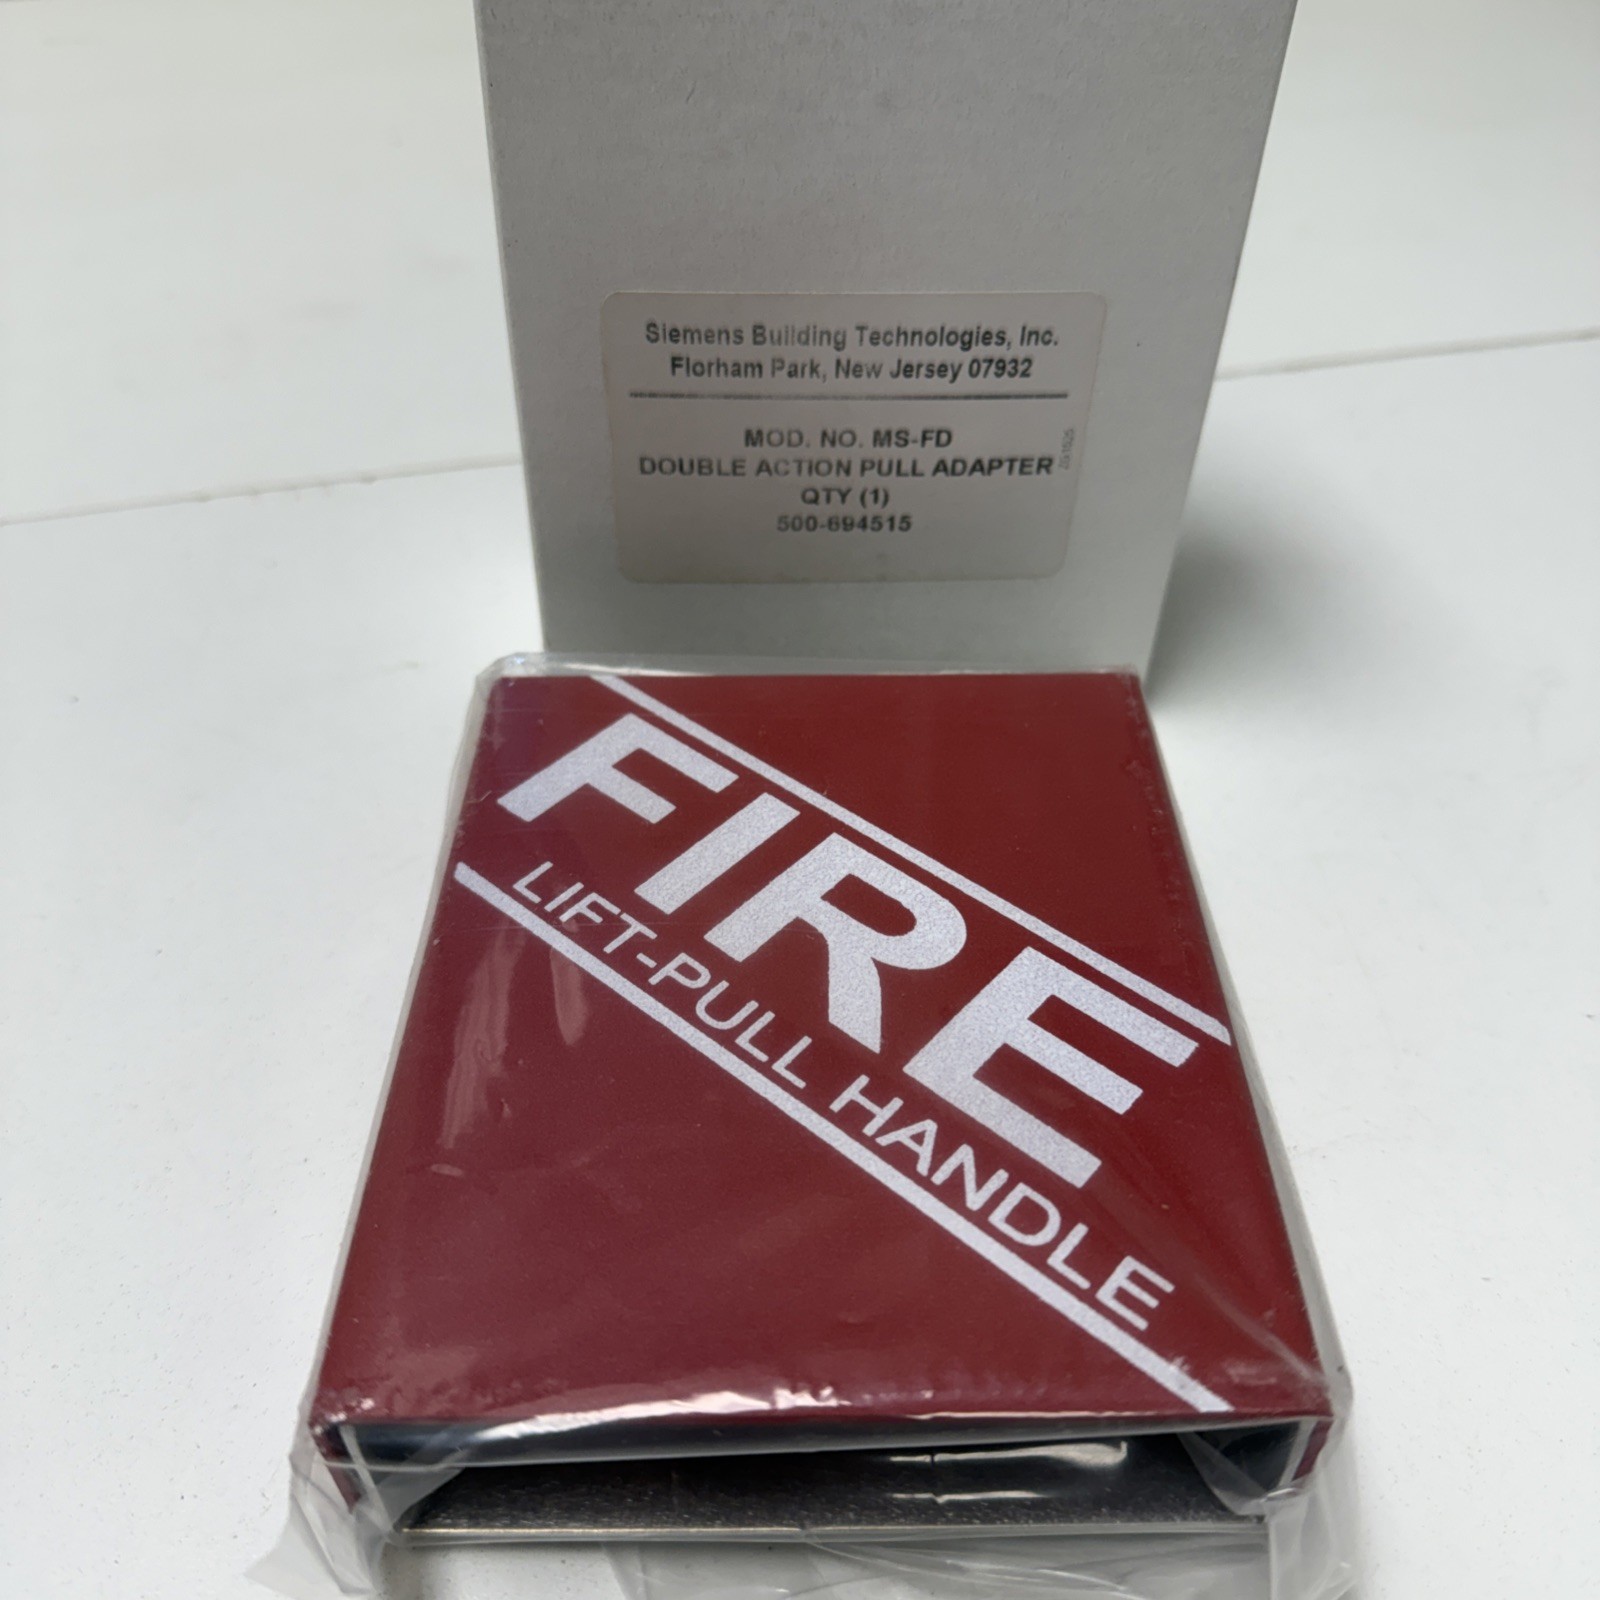 Siemens Building Technologies, Inc.
Florham Park, New Jersey 07932
MOD. NO. MS-FD
DOUBLE ACTION PULL ADAPTER
QTY (1)
500-694515
FIRE
LIFT-PULL HANDLE